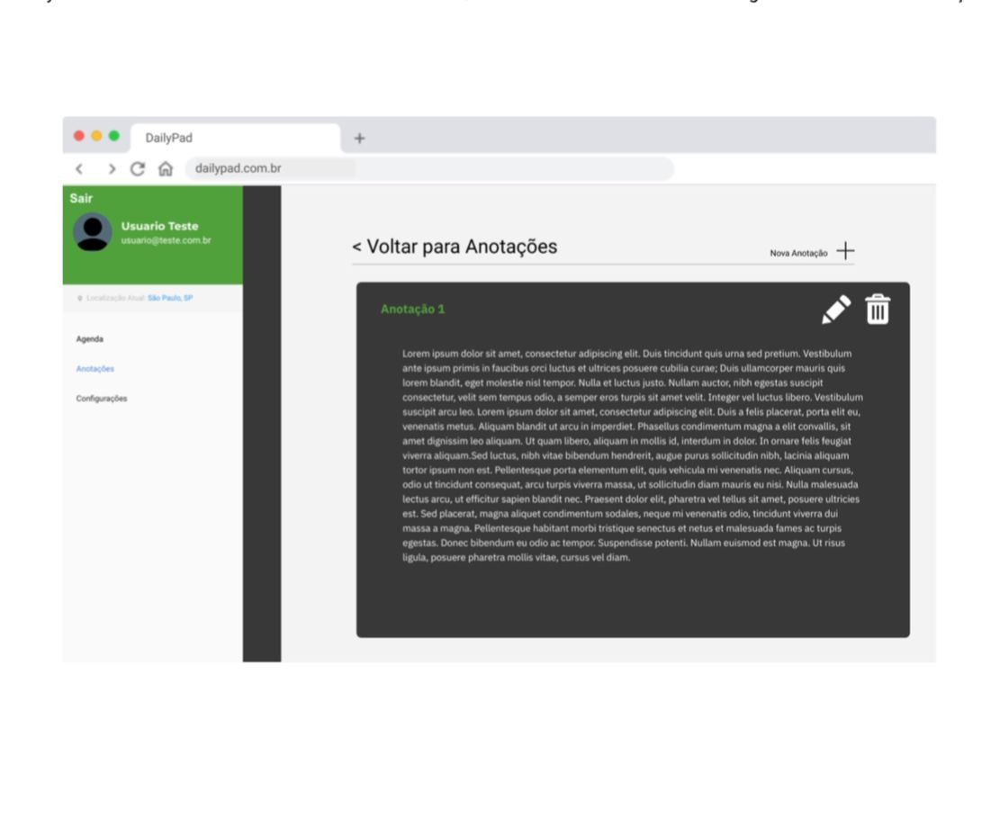 DailyPad
dailypad.com.br
Sair
Usuario Teste
usuario@teste.com.br
Localização Atual: São Paulo, SP
Agenda
Anotações
Configurações
< Voltar para Anotações
Nova Anotação
Anotação 1
Lorem ipsum dolor sit amet, consectetur adipiscing elit. Duis tincidunt quis urna sed pretium. Vestibulum
ante ipsum primis in faucibus orci luctus et ultrices posuere cubilia curae; Duis ullamcorper mauris quis
lorem blandit, eget molestie nisl tempor. Nulla et luctus justo. Nullam auctor, nibh egestas suscipit
consectetur, velit sem tempus odio, a semper eros turpis sit amet velit. Integer vel luctus libero. Vestibulum
suscipit arcu leo. Lorem ipsum dolor sit amet, consectetur adipiscing elit. Duis a felis placerat, porta elit eu,
venenatis metus. Aliquam blandit ut arcu in imperdiet. Phasellus condimentum magna a elit convallis, sit
amet dignissim leo aliquam. Ut quam libero, aliquam in mollis id, interdum in dolor. In ornare felis feugiat
viverra aliquam.Sed luctus, nibh vitae bibendum hendrerit, augue purus sollicitudin nibh, lacinia aliquam
tortor ipsum non est. Pellentesque porta elementum elit, quis vehicula mi venenatis nec. Aliquam cursus,
odio ut tincidunt consequat, arcu turpis viverra massa, ut sollicitudin diam mauris eu nisi. Nulla malesuada
lectus arcu, ut efficitur sapien blandit nec. Praesent dolor elit, pharetra vel tellus sit amet, posuere ultricies
est. Sed placerat, magna aliquet condimentum sodales, neque mi venenatis odio, tincidunt viverra dui
massa a magna. Pellentesque habitant morbi tristique senectus et netus et malesuada fames ac turpis
egestas. Donec bibendum eu odio ac tempor. Suspendisse potenti. Nullam euismod est magna. Ut risus
ligula, posuere pharetra mollis vitae, cursus vel diam.